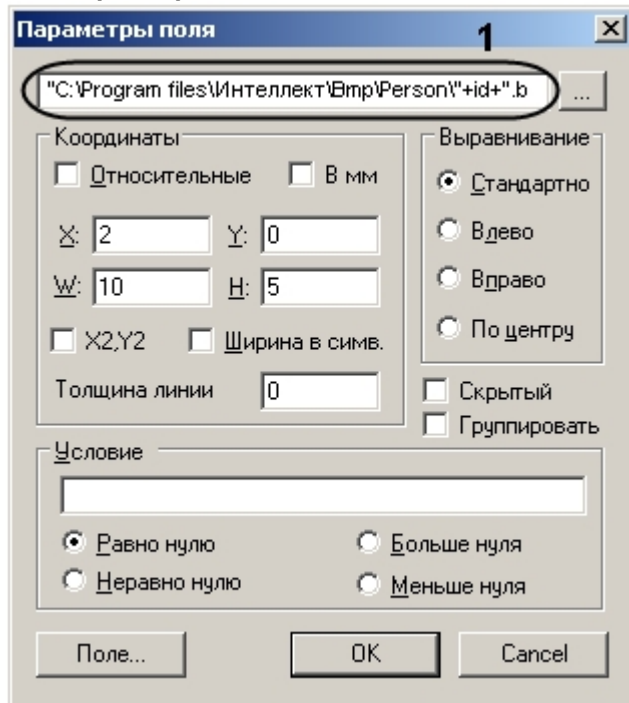 Параметры поля
1
"C:\Program files\Интеллект\Bmp\Person\"+id+".b
...
Координаты
Выравнивание
Относительные
В мм
Стандартно
X: 2
Y: 0
Влево
W: 10
H: 5
Вправо
X2,Y2
Ширина в симв.
По центру
Толщина линии
0
Скрытый
Группировать
Условие
Равно нулю
Больше нуля
Неравно нулю
Меньше нуля
Поле...
OK
Cancel